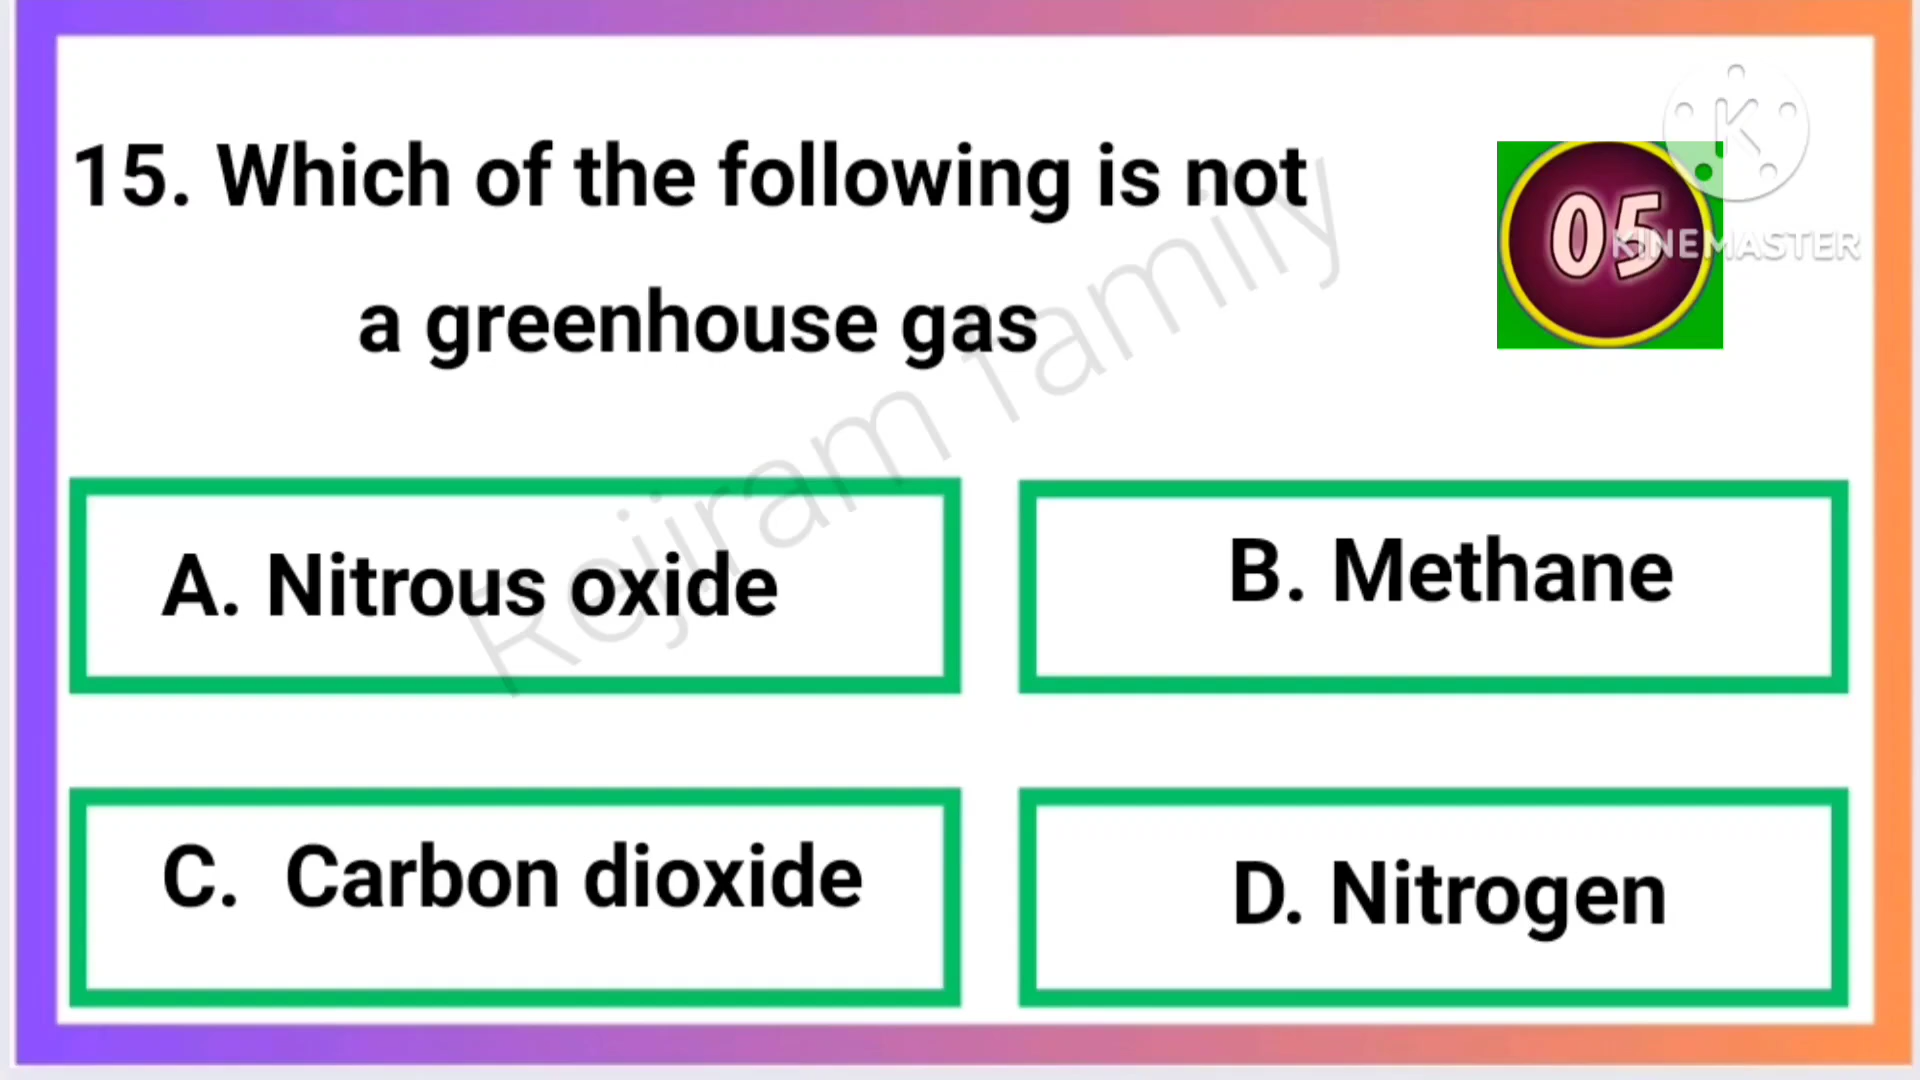 15. Which of the following is not
a greenhouse gas
05
KINEMASTER
Rejiram family
A. Nitrous oxide
B. Methane
C. Carbon dioxide
D. Nitrogen